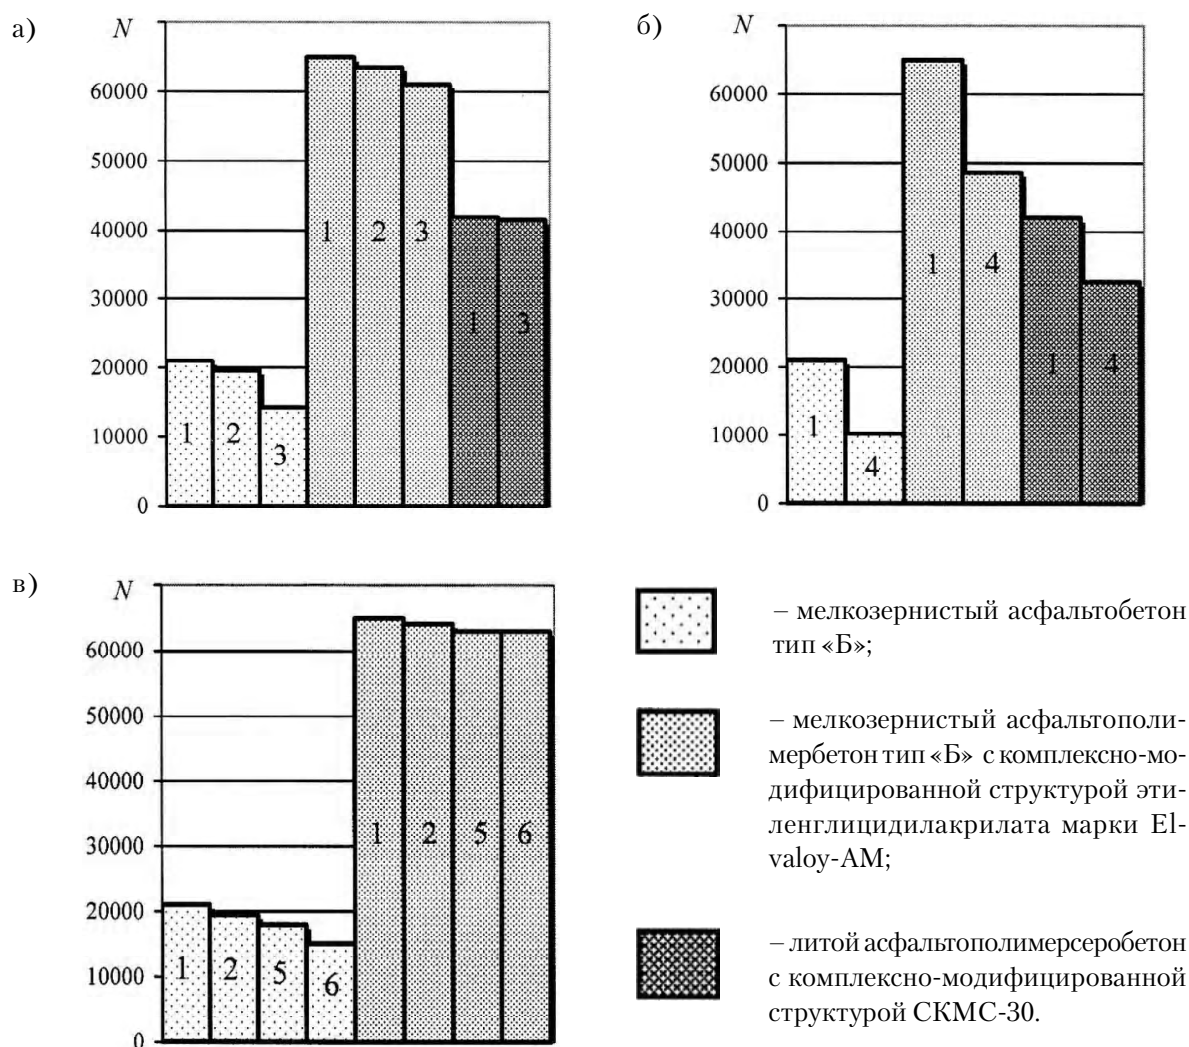 а)
N
60000
50000
40000
30000
20000
10000
0
1 2 3 1 2 3 1 3
б)
N
60000
50000
40000
30000
20000
10000
0
1 4 1 4 1 4
в)
N
60000
50000
40000
30000
20000
10000
0
1 2 5 6 1 2 5 6
– мелкозернистый асфальтобетон
тип «Б»;
– мелкозернистый асфальтополи-
мербетон тип «Б» с комплексно-мо-
дифицированной структурой эти-
ленглицидилакрилата марки El-
valoy-AM;
– литой асфальтополимерсеробетон
с комплексно-модифицированной
структурой СКМС-30.